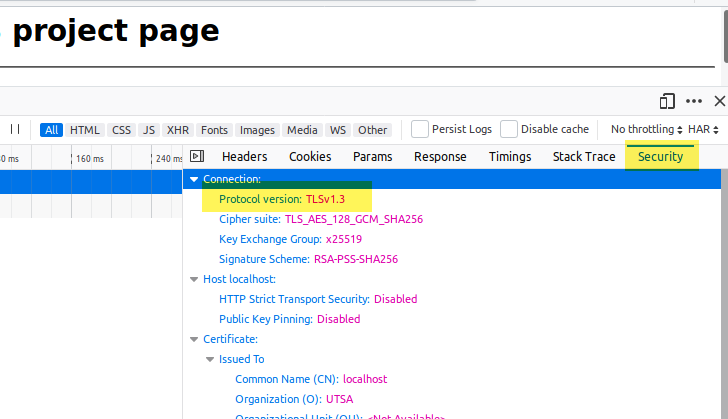 project page
All HTML CSS JS XHR Fonts Images Media WS Other Persist Logs Disable cache No throttling HAR
ms 160 ms 240 ms Headers Cookies Params Response Timings Stack Trace Security
Connection:
Protocol version: TLSv1.3
Cipher suite: TLS_AES_128_GCM_SHA256
Key Exchange Group: x25519
Signature Scheme: RSA-PSS-SHA256
Host localhost:
HTTP Strict Transport Security: Disabled
Public Key Pinning: Disabled
Certificate:
Issued To
Common Name (CN): localhost
Organization (O): UTSA
Organizational Unit (OU): <Not Available>